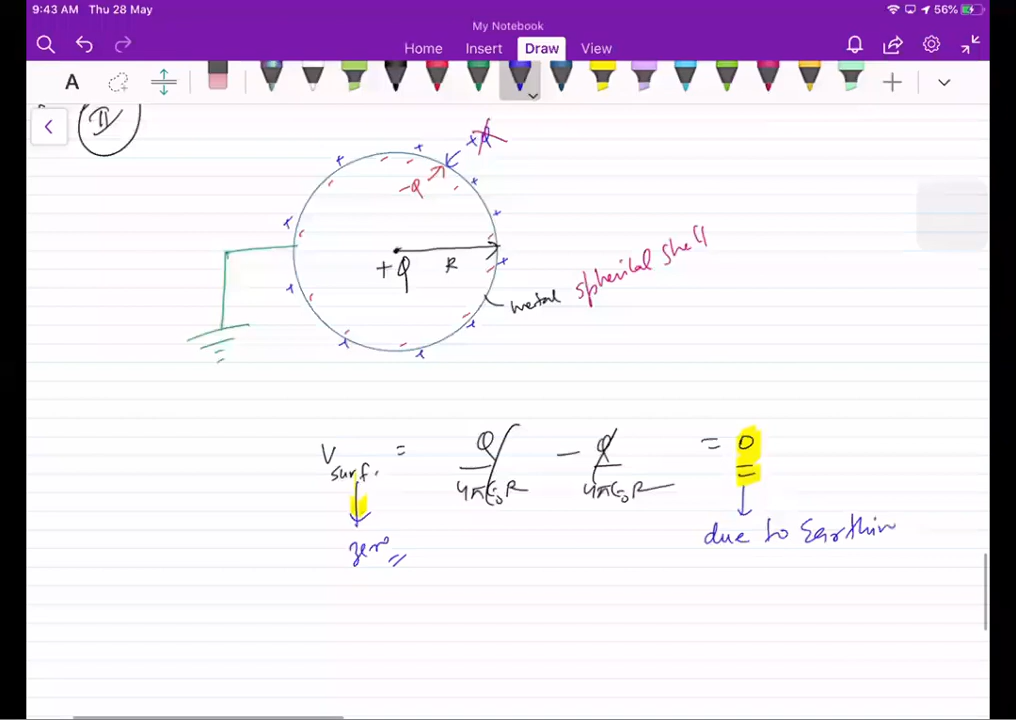 9:43 AM Thu 28 May
56%
My Notebook
Home Insert Draw View
A
II
+Q
-Q
+Q
R
metal spherical shell
V surf. = Q/4πε₀R - Q/4πε₀R = 0
zero
due to Earthin